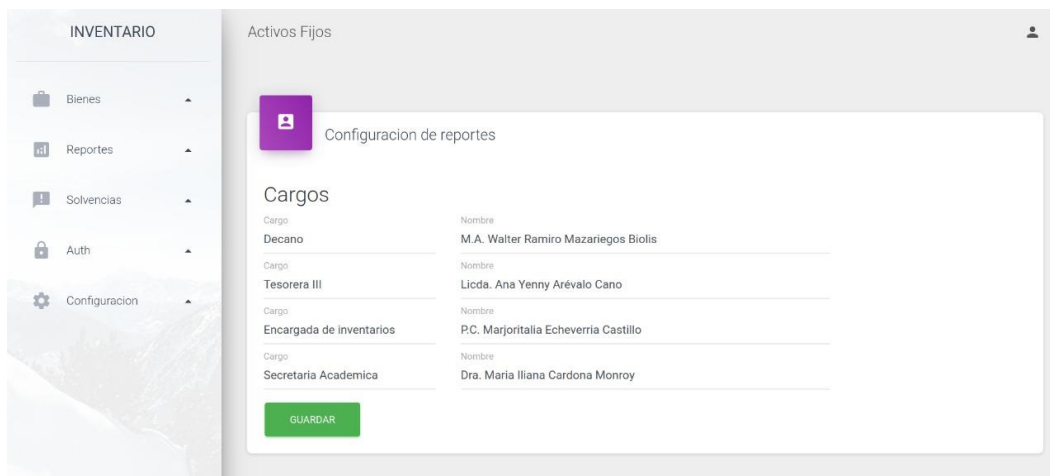 INVENTARIO
Activos Fijos
Bienes
Reportes
Solvencias
Auth
Configuracion
Configuracion de reportes
Cargos
Cargo Nombre
Decano M.A. Walter Ramiro Mazariegos Biolis
Cargo Nombre
Tesorera III Licda. Ana Yenny Arévalo Cano
Cargo Nombre
Encargada de inventarios P.C. Marjoritalia Echeverria Castillo
Cargo Nombre
Secretaria Academica Dra. Maria Iliana Cardona Monroy
GUARDAR